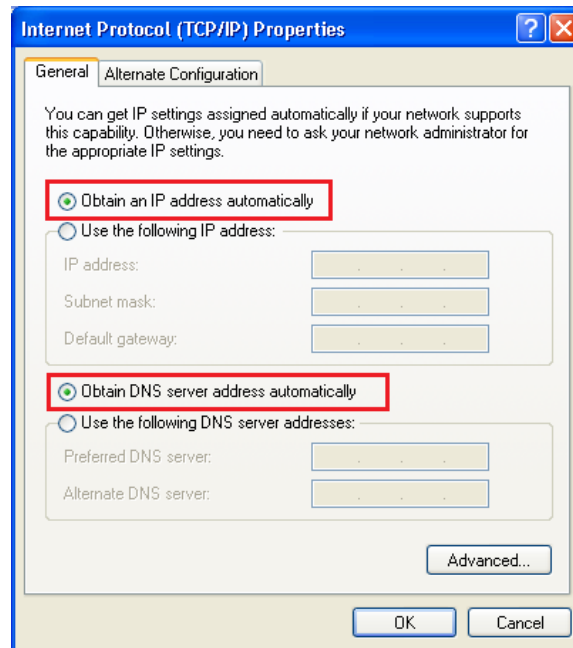 Internet Protocol (TCP/IP) Properties
General
Alternate Configuration
You can get IP settings assigned automatically if your network supports
this capability. Otherwise, you need to ask your network administrator for
the appropriate IP settings.
Obtain an IP address automatically
Use the following IP address:
IP address:
Subnet mask:
Default gateway:
Obtain DNS server address automatically
Use the following DNS server addresses:
Preferred DNS server:
Alternate DNS server:
Advanced...
OK
Cancel